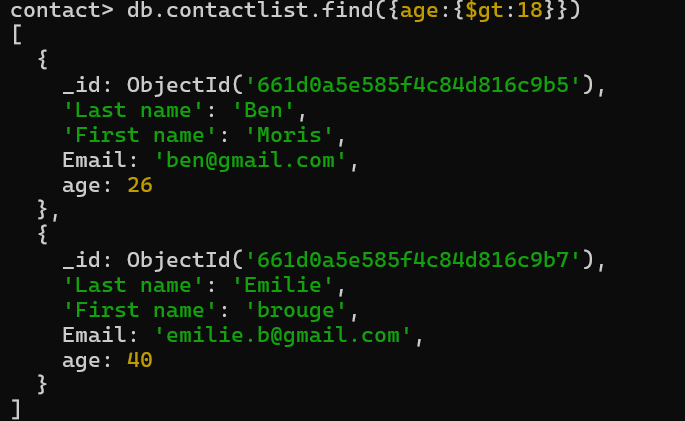 contact> db.contactlist.find({age:{$gt:18}})
[
  {
    _id: ObjectId('661d0a5e585f4c84d816c9b5'),
    'Last name': 'Ben',
    'First name': 'Moris',
    Email: 'ben@gmail.com',
    age: 26
  },
  {
    _id: ObjectId('661d0a5e585f4c84d816c9b7'),
    'Last name': 'Emilie',
    'First name': 'brouge',
    Email: 'emilie.b@gmail.com',
    age: 40
  }
]